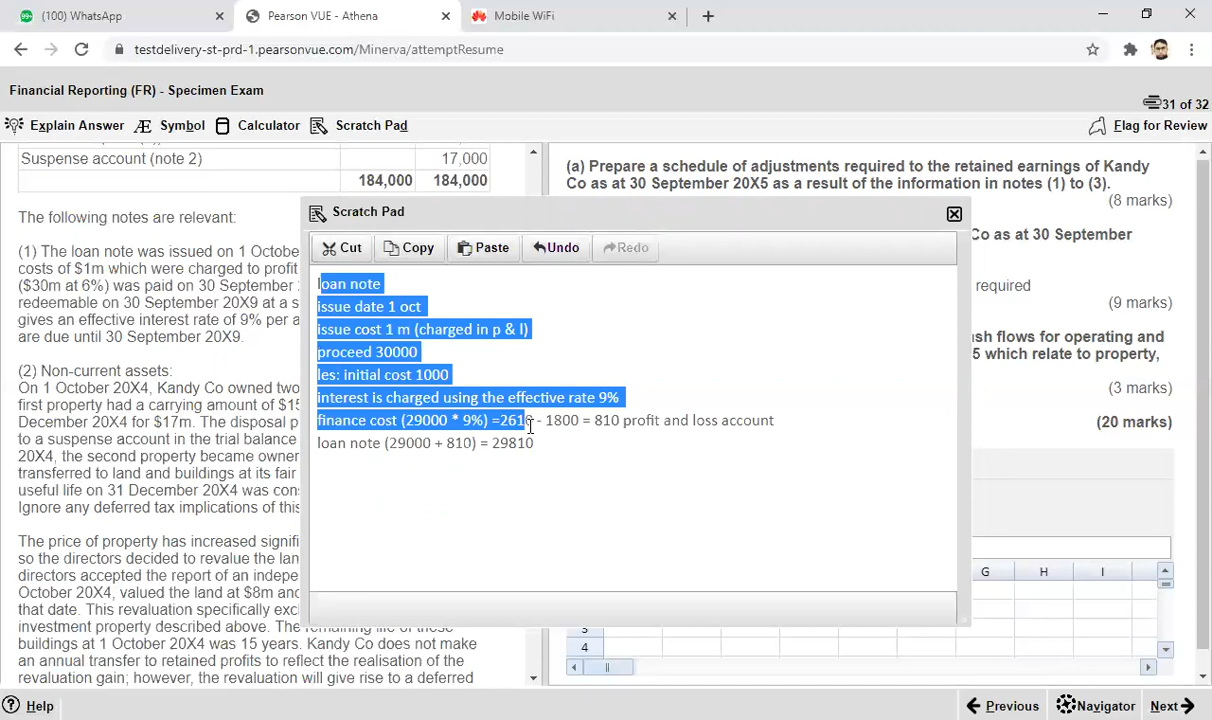 99+ (100) WhatsApp
Pearson VUE - Athena
Mobile WiFi
testdelivery-st-prd-1.pearsonvue.com/Minerva/attemptResume
Financial Reporting (FR) - Specimen Exam
31 of 32
Explain Answer Symbol Calculator Scratch Pad
Flag for Review
Suspense account (note 2) 17,000
184,000 184,000
The following notes are relevant:
(1) The loan note was issued on 1 October
costs of $1m which were charged to profit
($30m at 6%) was paid on 30 September
redeemable on 30 September 20X9 at a s
gives an effective interest rate of 9% per a
are due until 30 September 20X9.
(2) Non-current assets:
On 1 October 20X4, Kandy Co owned two
first property had a carrying amount of $15
December 20X4 for $17m. The disposal p
to a suspense account in the trial balance
20X4, the second property became owner
transferred to land and buildings at its fair
useful life on 31 December 20X4 was cons
Ignore any deferred tax implications of this
The price of property has increased signifi
so the directors decided to revalue the lan
directors accepted the report of an indepe
October 20X4, valued the land at $8m and
that date. This revaluation specifically exc
investment property described above. The remaining life of these
buildings at 1 October 20X4 was 15 years. Kandy Co does not make
an annual transfer to retained profits to reflect the realisation of the
revaluation gain; however, the revaluation will give rise to a deferred
Scratch Pad
Cut Copy Paste Undo Redo
loan note
issue date 1 oct
issue cost 1 m (charged in p & l)
proceed 30000
les: initial cost 1000
interest is charged using the effective rate 9%
finance cost (29000 * 9%) =2610 - 1800 = 810 profit and loss account
loan note (29000 + 810) = 29810
(a) Prepare a schedule of adjustments required to the retained earnings of Kandy
Co as at 30 September 20X5 as a result of the information in notes (1) to (3).
(8 marks)
Co as at 30 September
required
(9 marks)
sh flows for operating and
5 which relate to property,
(3 marks)
(20 marks)
G H I
3
4
Help
Previous Navigator Next